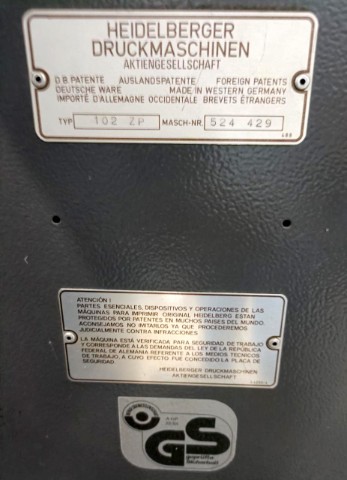 HEIDELBERGER
DRUCKMASCHINEN
AKTIENGESELLSCHAFT
D.B. PATENTE AUSLANDSPATENTE FOREIGN PATENTS
DEUTSCHE WARE MADE IN WESTERN GERMANY
IMPORTÉ D'ALLEMAGNE OCCIDENTALE BREVETS ÉTRANGERS
TYP 102 ZP MASCH-NR. 524 429
ATENCIÓN !
PARTES ESENCIALES, DISPOSITIVOS Y OPERACIONES DE LAS
MÁQUINAS PARA IMPRIMIR ORIGINAL HEIDELBERG ESTÁN
PROTEGIDOS POR PATENTES EN MUCHOS PAISES DEL MUNDO.
ACONSEJAMOS NO IMITARLOS YA QUE PROCEDEREMOS
JUDICIALMENTE CONTRA INFRACCIONES.
LA MÁQUINA ESTÁ VERIFICADA PARA SEGURIDAD DE TRABAJO
Y CORRESPONDE A LAS DEMANDAS DEL LEY DE LA REPÚBLICA
FEDERAL DE ALEMANIA REFERENTE A LOS MEDIOS TECNICOS
DE TRABAJO, A CUYO EFECTO FUE CONCEDIDO LA PLACA DE
SEGURIDAD.
HEIDELBERGER DRUCKMASCHINEN
AKTIENGESELLSCHAFT
GS
geprüfte
Sicherheit